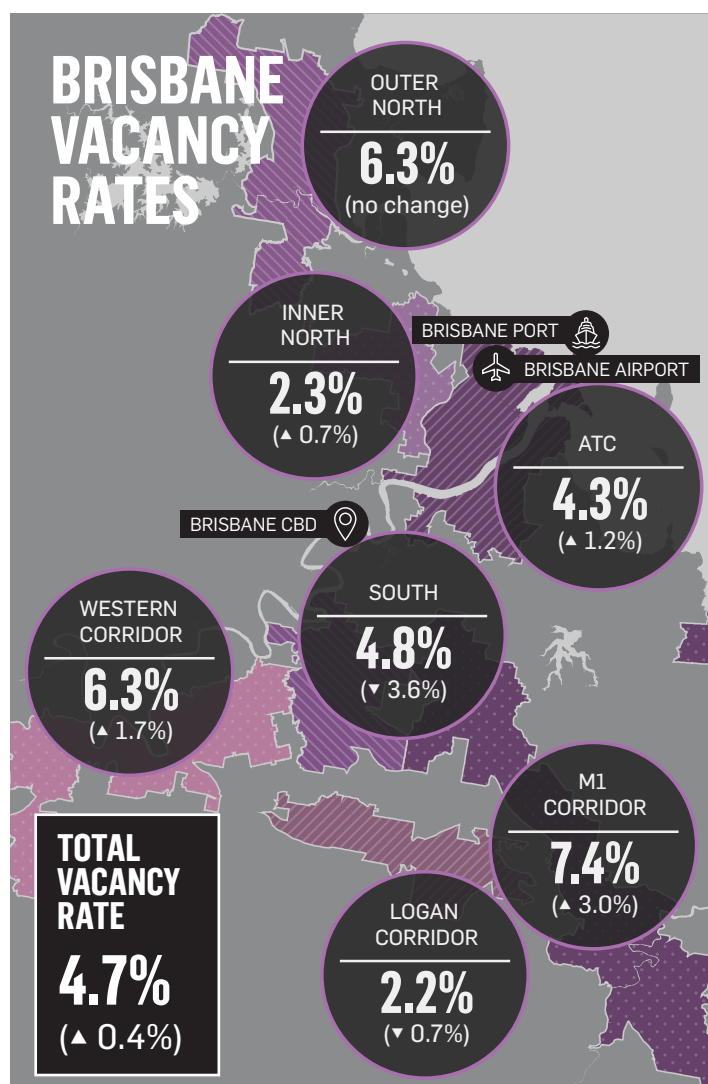 BRISBANE
VACANCY
RATES
OUTER
NORTH
6.3%
(no change)
INNER
NORTH
2.3%
(▲ 0.7%)
BRISBANE PORT
BRISBANE AIRPORT
ATC
4.3%
(▲ 1.2%)
BRISBANE CBD
SOUTH
4.8%
(▼ 3.6%)
WESTERN
CORRIDOR
6.3%
(▲ 1.7%)
M1
CORRIDOR
7.4%
(▲ 3.0%)
LOGAN
CORRIDOR
2.2%
(▼ 0.7%)
TOTAL
VACANCY
RATE
4.7%
(▲ 0.4%)